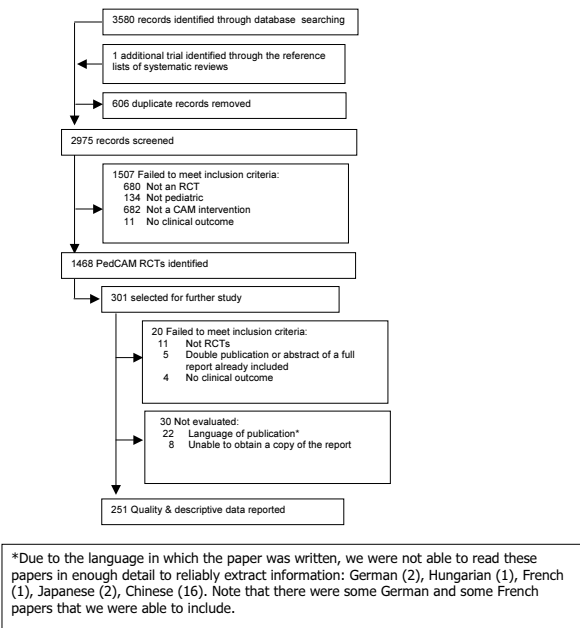 3580 records identified through database searching
1 additional trial identified through the reference
lists of systematic reviews
606 duplicate records removed
2975 records screened
1507 Failed to meet inclusion criteria:
680 Not an RCT
134 Not pediatric
682 Not a CAM intervention
11 No clinical outcome
1468 PedCAM RCTs identified
301 selected for further study
20 Failed to meet inclusion criteria:
11 Not RCTs
5 Double publication or abstract of a full
report already included
4 No clinical outcome
30 Not evaluated:
22 Language of publication*
8 Unable to obtain a copy of the report
251 Quality & descriptive data reported
*Due to the language in which the paper was written, we were not able to read these
papers in enough detail to reliably extract information: German (2), Hungarian (1), French
(1), Japanese (2), Chinese (16). Note that there were some German and some French
papers that we were able to include.